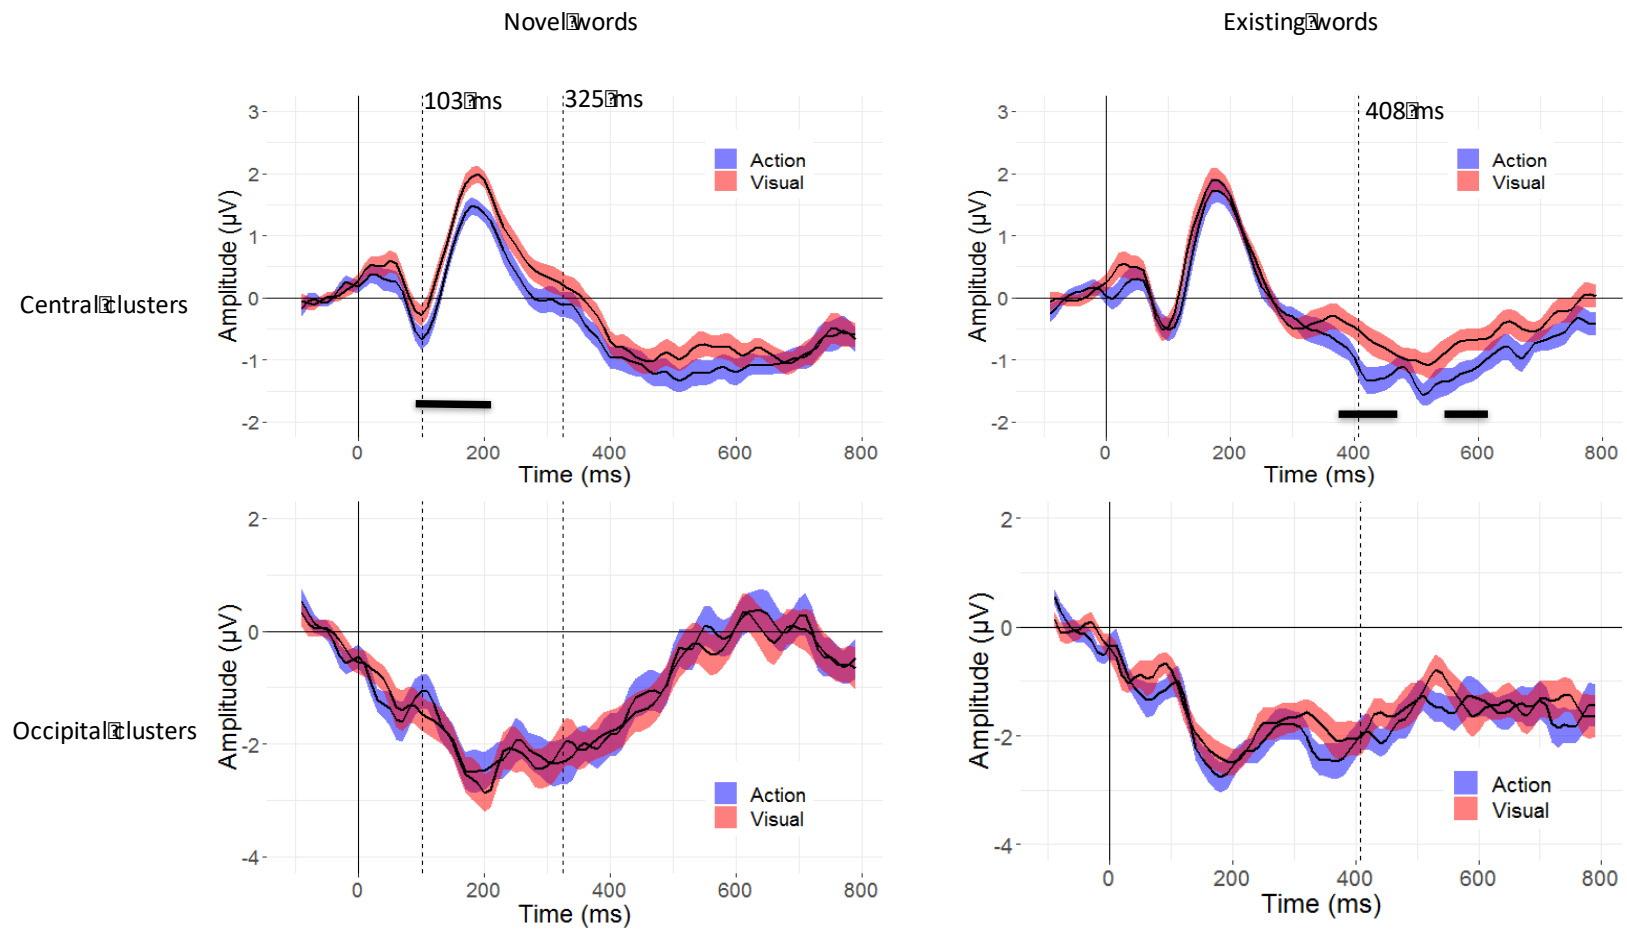 Novel words
Existing words
Central clusters
Occipital clusters
103 ms
325 ms
Action
Visual
Amplitude (µV)
3
2
1
0
-1
-2
0
200
400
600
800
Time (ms)
408 ms
Action
Visual
Amplitude (µV)
3
2
1
0
-1
-2
0
200
400
600
800
Time (ms)
Action
Visual
Amplitude (µV)
2
0
-2
-4
0
200
400
600
800
Time (ms)
Action
Visual
Amplitude (µV)
2
0
-2
-4
0
200
400
600
800
Time (ms)